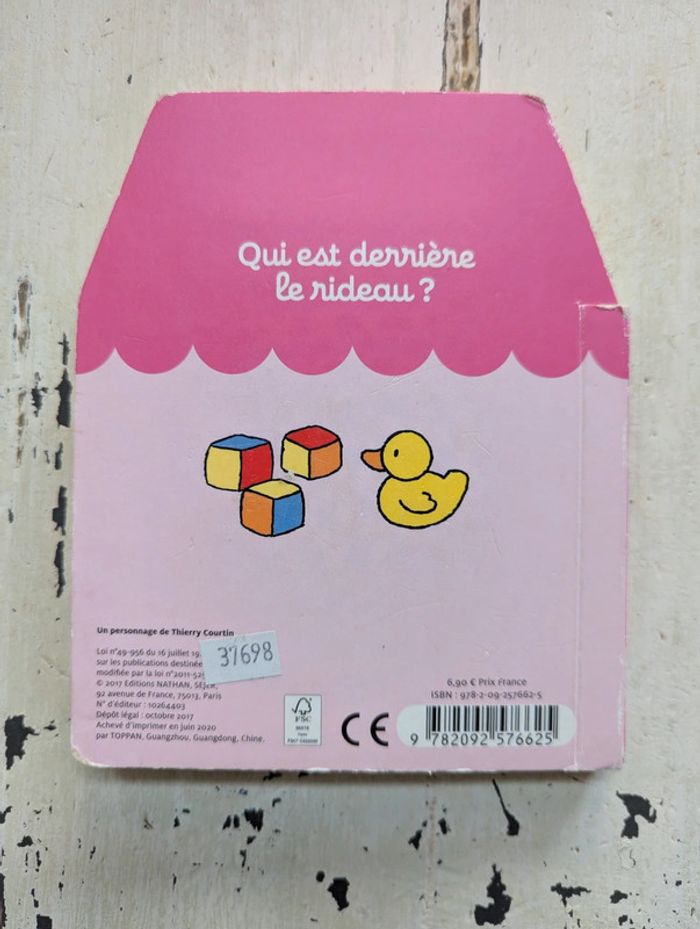 Qui est derrière
le rideau ?
Un personnage de Thierry Courtin
Loi n°49-956 du 16 juillet 19
sur les publications destinée
modifiée par la loi n°2011-525
© 2017 Éditions NATHAN, SEJER,
92 avenue de France, 75013, Paris
N° d'éditeur : 10264403
Dépôt légal : octobre 2017
Achevé d'imprimer en juin 2020
par TOPPAN, Guangzhou, Guangdong, Chine.
37698
FSC
CE
6,90 € Prix France
ISBN : 978-2-09-257662-5
9 782092 576625